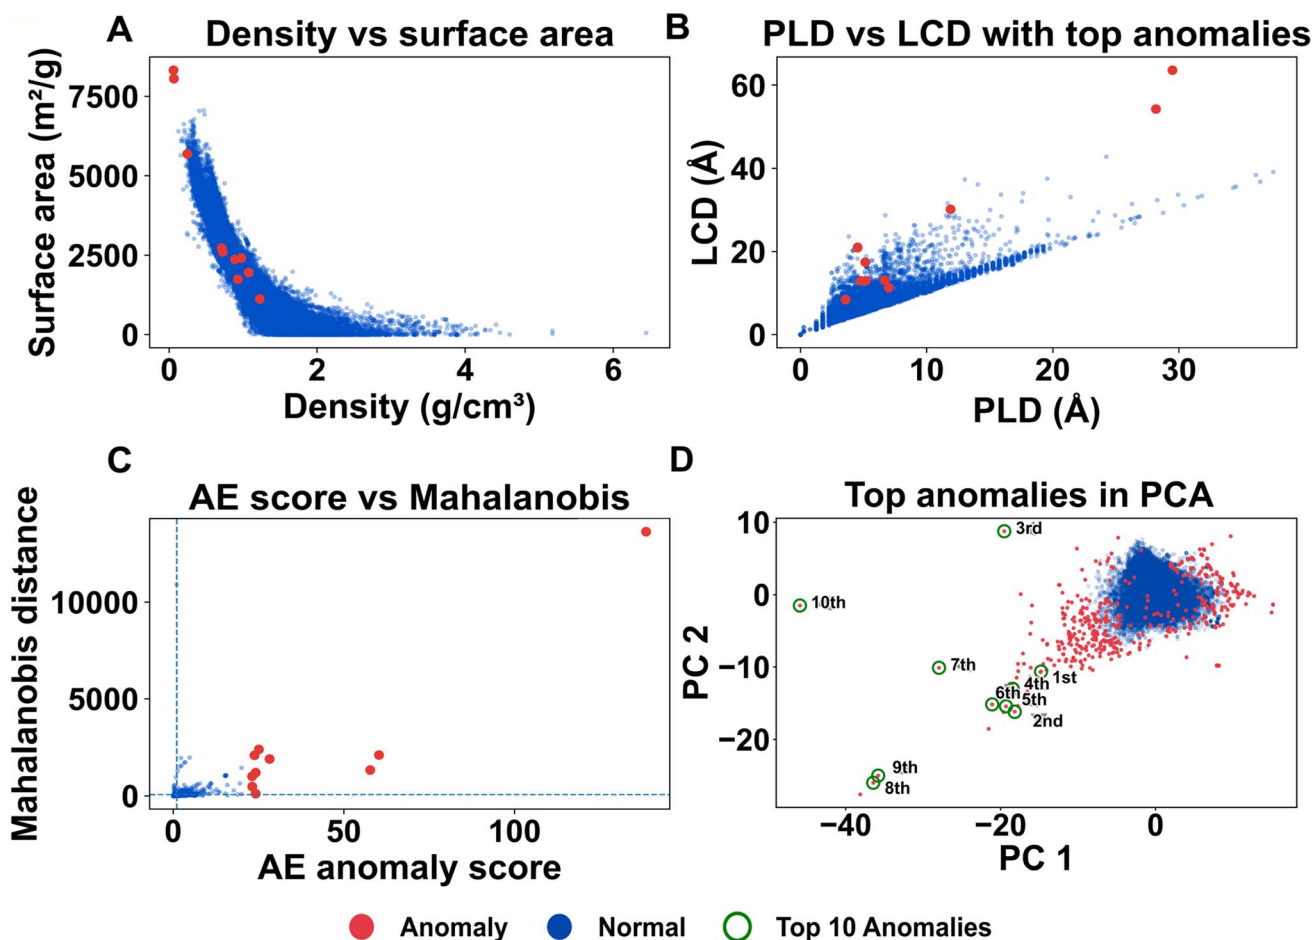 A
Density vs surface area
Surface area (m²/g)
7500
5000
2500
0
0 2 4 6
Density (g/cm³)
B
PLD vs LCD with top anomalies
LCD (Å)
60
40
20
0
0 10 20 30
PLD (Å)
C
AE score vs Mahalanobis
Mahalanobis distance
10000
5000
0
0 50 100
AE anomaly score
D
Top anomalies in PCA
PC 2
10
0
−10
−20
3rd
10th
7th
1st
4th
6th
5th
2nd
9th
8th
−40 −20 0
PC 1
Anomaly Normal Top 10 Anomalies